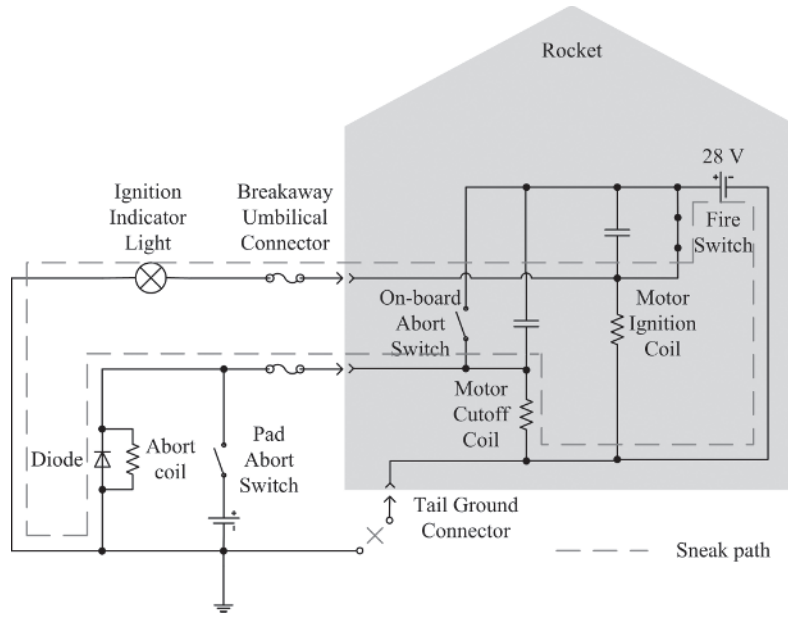 Rocket
28 V
+ -
Ignition
Indicator
Light
Breakaway
Umbilical
Connector
Fire
Switch
On-board
Abort
Switch
Motor
Ignition
Coil
Motor
Cutoff
Coil
Diode
Abort
coil
Pad
Abort
Switch
+
-
Tail Ground
Connector
Sneak path